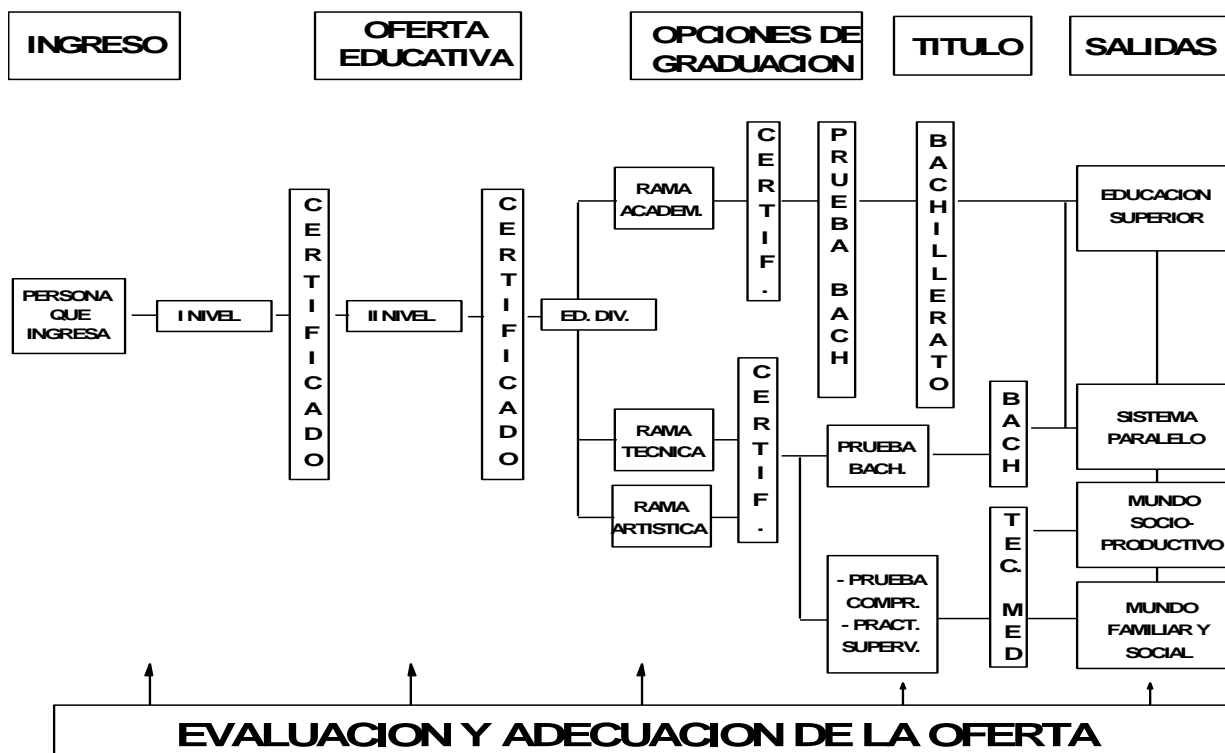 INGRESO
OFERTA
EDUCATIVA
OPCIONES DE
GRADUACION
TITULO
SALIDAS
PERSONA
QUE
INGRESA
I NIVEL
CERTIFICADO
II NIVEL
CERTIFICADO
ED. DIV.
RAMA
ACADEM.
CERTIF.
PRUEBA BACH
BACHILLERATO
EDUCACION
SUPERIOR
RAMA
TECNICA
RAMA
ARTISTICA
CERTIF.
PRUEBA
BACH.
BACH
SISTEMA
PARALELO
- PRUEBA
COMPR.
- PRACT.
SUPERV.
TEC. MED
MUNDO
SOCIO-
PRODUCTIVO
MUNDO
FAMILIAR Y
SOCIAL
EVALUACION Y ADECUACION DE LA OFERTA